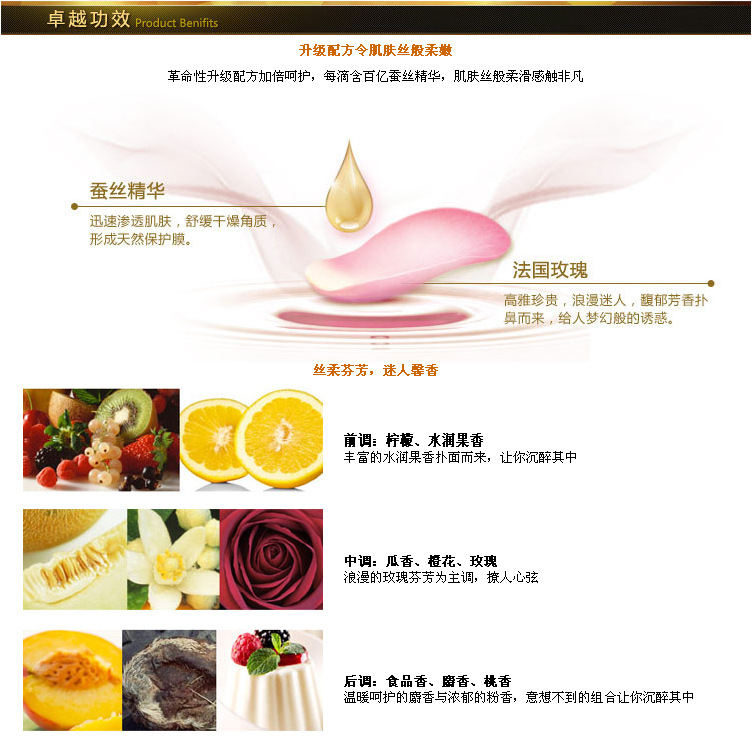 卓越功效 Product Benifits
升级配方令肌肤丝般柔嫩
革命性升级配方加倍呵护，每滴含百亿蚕丝精华，肌肤丝般柔滑感触非凡
蚕丝精华
迅速渗透肌肤，舒缓干燥角质，
形成天然保护膜。
法国玫瑰
高雅珍贵，浪漫迷人，馥郁芳香扑
鼻而来，给人梦幻般的诱惑。
丝柔芬芳，迷人馨香
前调：柠檬、水润果香
丰富的水润果香扑面而来，让你沉醉其中
中调：瓜香、橙花、玫瑰
浪漫的玫瑰芬芳为主调，撩人心弦
后调：食品香、麝香、桃香
温暖呵护的麝香与浓郁的粉香，意想不到的组合让你沉醉其中